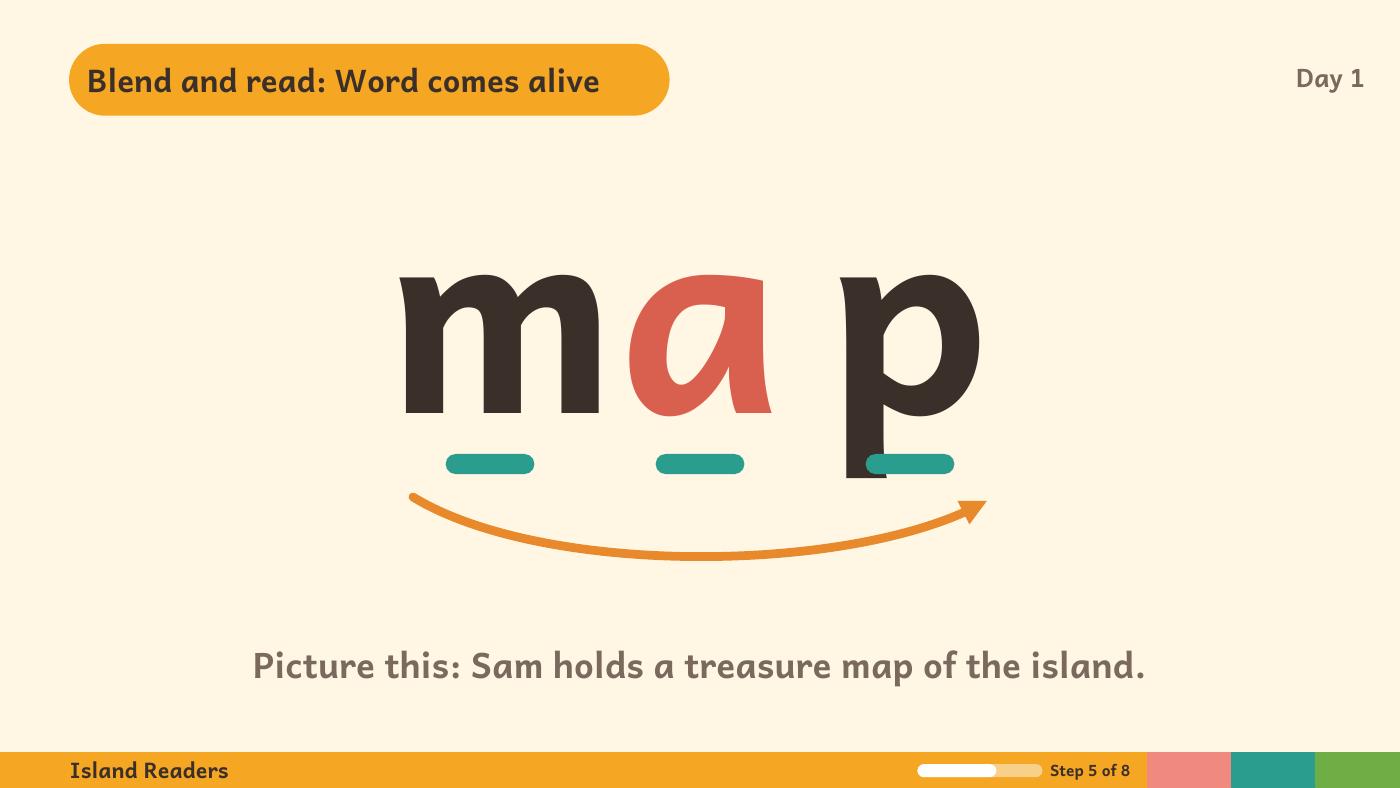 Blend and read: Word comes alive
Day 1
map
Picture this: Sam holds a treasure map of the island.
Island Readers
Step 5 of 8